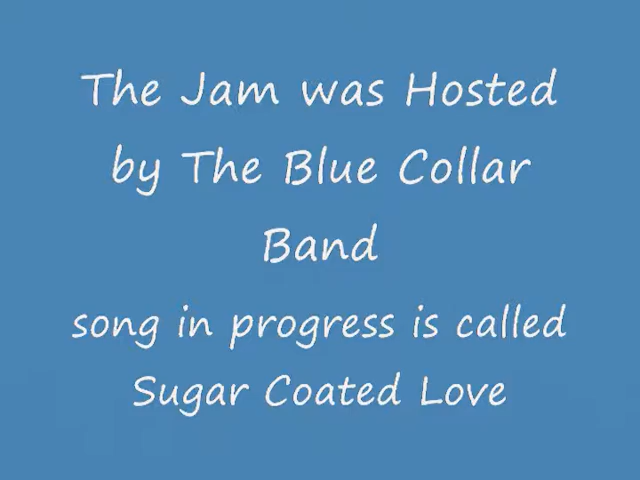 The Jam was Hosted
by The Blue Collar
Band
song in progress is called
Sugar Coated Love